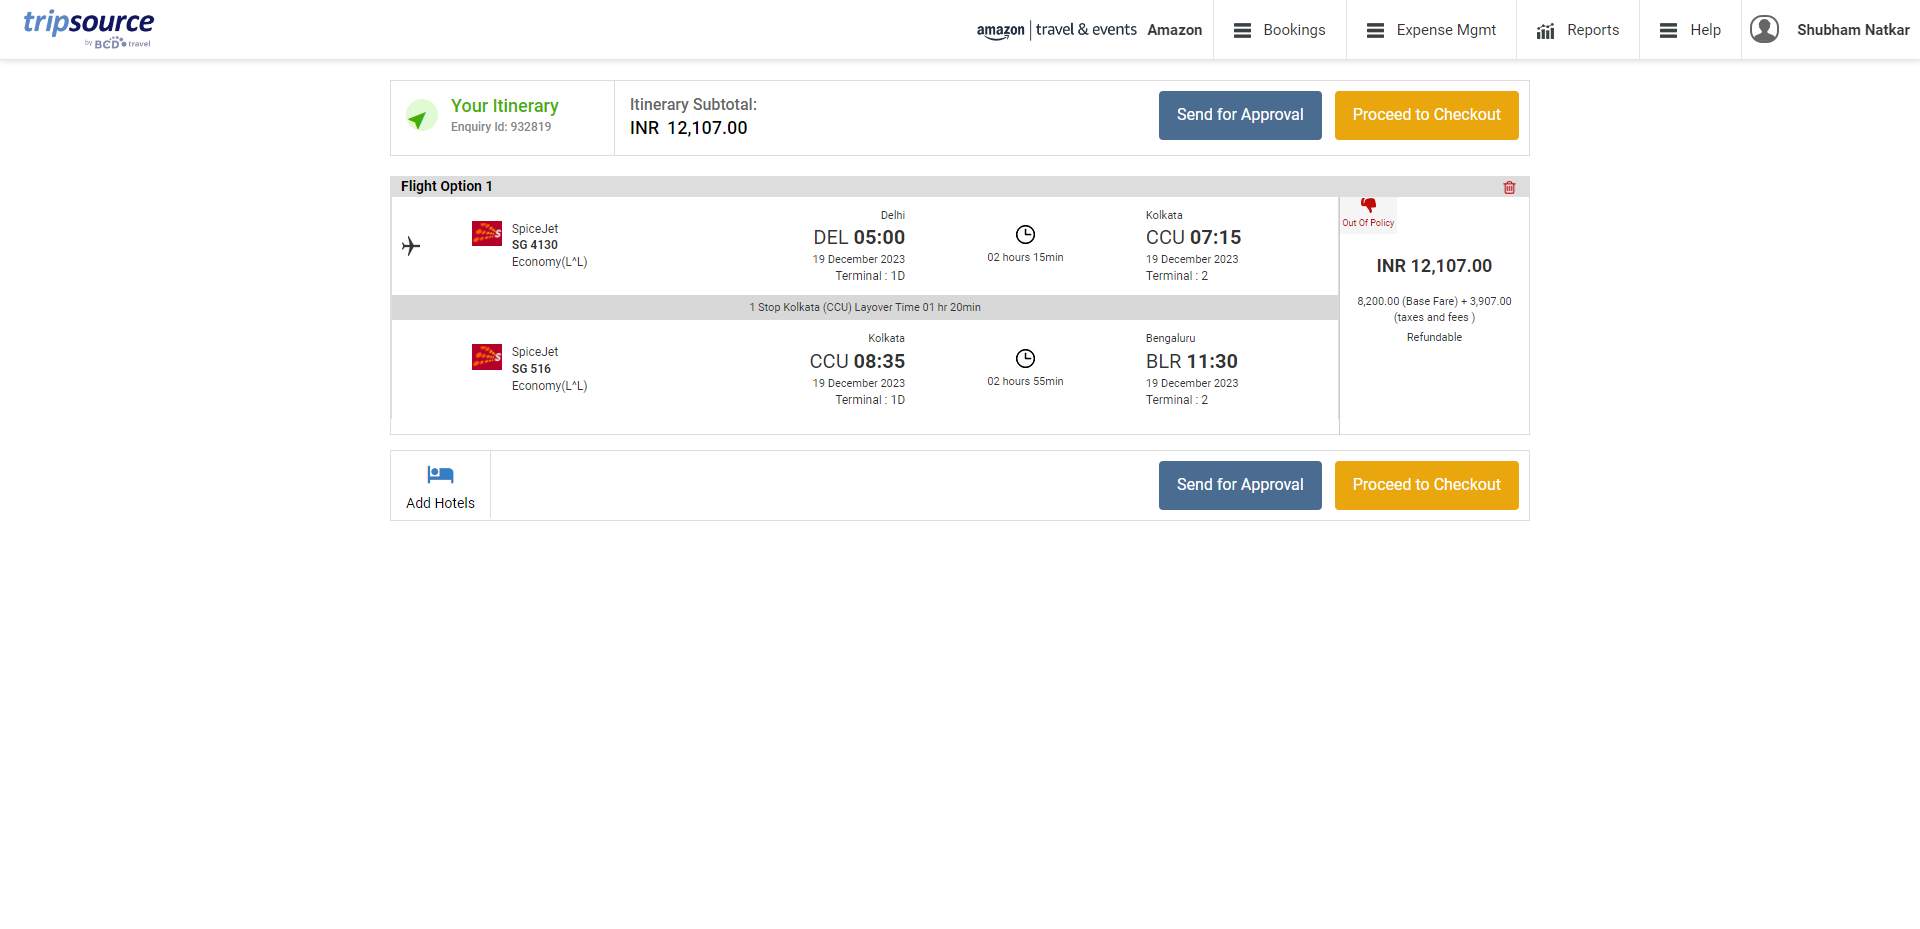 tripsource
by BCD travel
amazon | travel & events Amazon
Bookings
Expense Mgmt
Reports
Help
Shubham Natkar
Your Itinerary
Enquiry Id: 932819
Itinerary Subtotal:
INR 12,107.00
Send for Approval
Proceed to Checkout
Flight Option 1
SpiceJet
SG 4130
Economy(L^L)
Delhi
DEL 05:00
19 December 2023
Terminal : 1D
02 hours 15min
Kolkata
CCU 07:15
19 December 2023
Terminal : 2
Out Of Policy
INR 12,107.00
8,200.00 (Base Fare) + 3,907.00
(taxes and fees )
Refundable
1 Stop Kolkata (CCU) Layover Time 01 hr 20min
SpiceJet
SG 516
Economy(L^L)
Kolkata
CCU 08:35
19 December 2023
Terminal : 1D
02 hours 55min
Bengaluru
BLR 11:30
19 December 2023
Terminal : 2
Add Hotels
Send for Approval
Proceed to Checkout